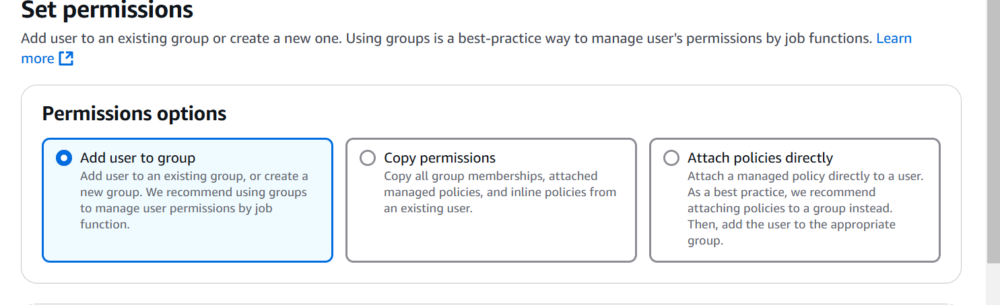 Set permissions
Add user to an existing group or create a new one. Using groups is a best-practice way to manage user's permissions by job functions. Learn
more
Permissions options
Add user to group
Add user to an existing group, or create a
new group. We recommend using groups
to manage user permissions by job
function.
Copy permissions
Copy all group memberships, attached
managed policies, and inline policies from
an existing user.
Attach policies directly
Attach a managed policy directly to a user.
As a best practice, we recommend
attaching policies to a group instead.
Then, add the user to the appropriate
group.